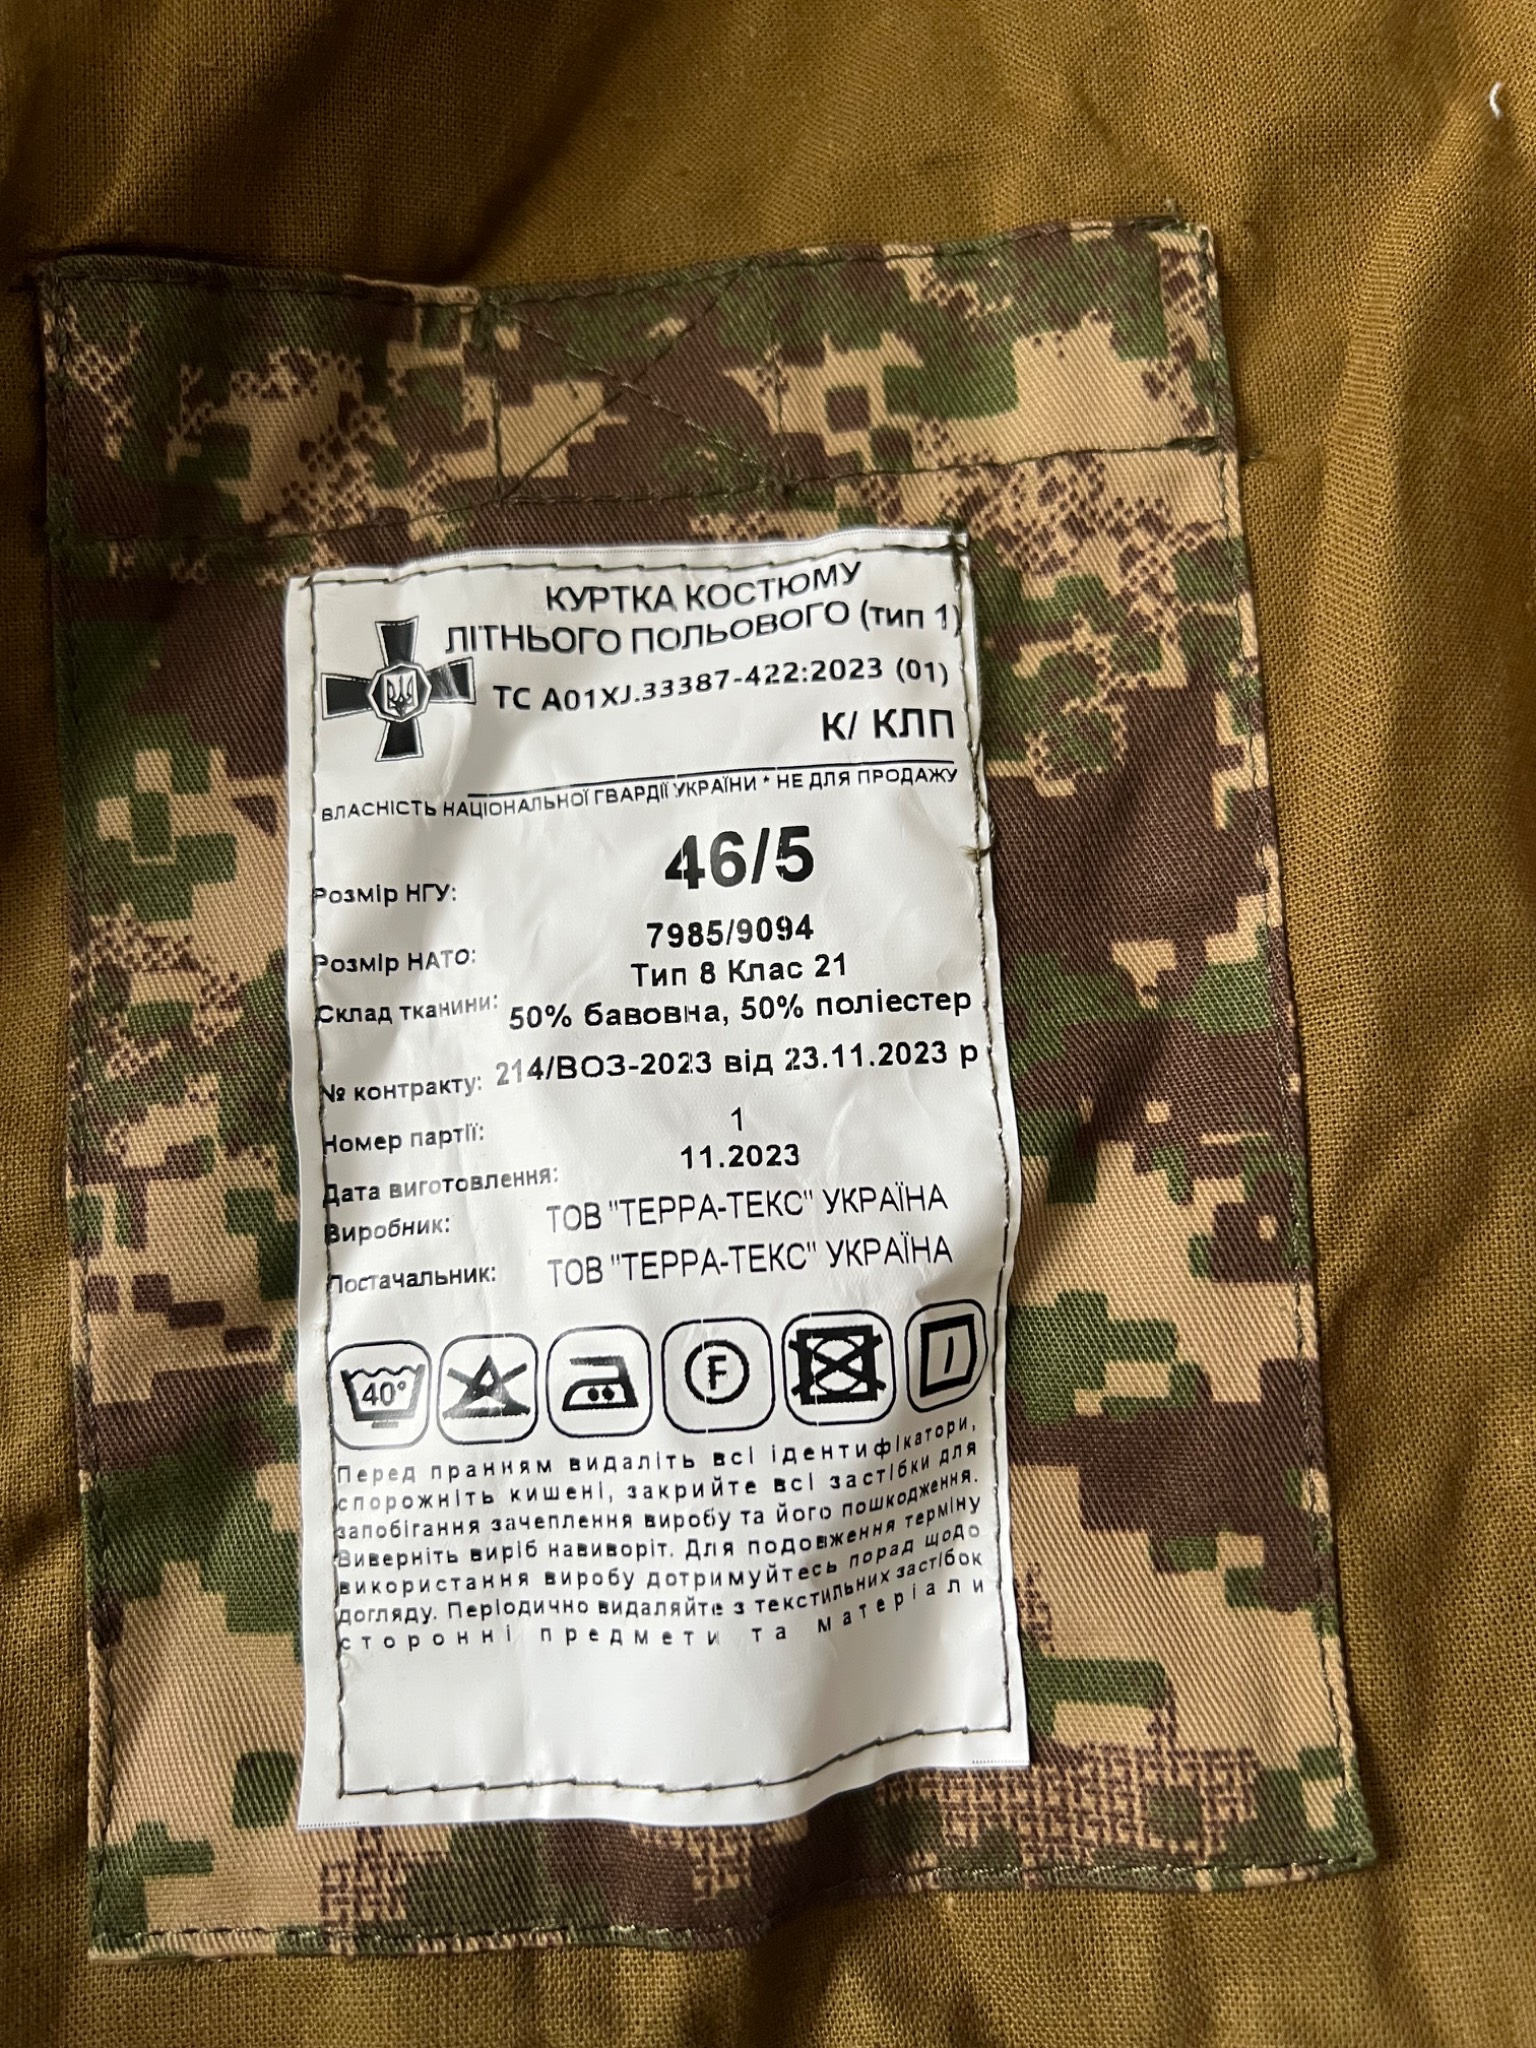 КУРТКА КОСТЮМУ
ЛІТНЬОГО ПОЛЬОВОГО (тип 1)
ТС А01XJ.33387-422:2023 (01)
К/ КЛП
ВЛАСНІСТЬ НАЦІОНАЛЬНОЇ ГВАРДІЇ УКРАЇНИ * НЕ ДЛЯ ПРОДАЖУ
Розмір НГУ: 46/5
Розмір НАТО: 7985/9094
Тип 8 Клас 21
Склад тканини: 50% бавовна, 50% поліестер
№ контракту: 214/ВОЗ-2023 від 23.11.2023 р
Номер партії: 1
Дата виготовлення: 11.2023
Виробник: ТОВ "ТЕРРА-ТЕКС" УКРАЇНА
Постачальник: ТОВ "ТЕРРА-ТЕКС" УКРАЇНА
40° F
Перед пранням видаліть всі ідентифікатори,
спорожніть кишені, закрийте всі застібки для
запобігання зачеплення виробу та його пошкодження.
Виверніть виріб навиворіт. Для подовження терміну
використання виробу дотримуйтесь порад щодо
догляду. Періодично видаляйте з текстильних застібок
сторонні предмети та матеріали